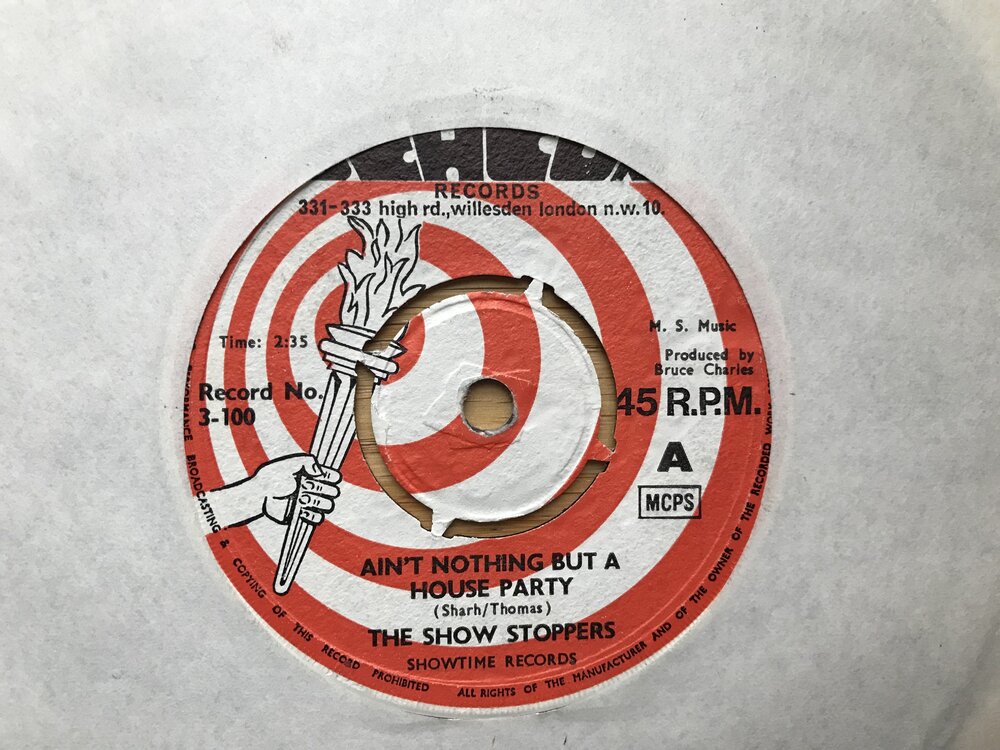 RECORDS
331-333 high rd.,willesden london n.w.10.
Time: 2:35
Record No.
3-100
M. S. Music
Produced by
Bruce Charles
45 R.P.M.
A
MCPS
AIN'T NOTHING BUT A
HOUSE PARTY
(Sharh/Thomas)
THE SHOW STOPPERS
SHOWTIME RECORDS
BROADCASTING & COPYING OF THIS RECORD PROHIBITED
ALL RIGHTS OF THE MANUFACTURER AND OF THE OWNER OF THE RECORDED